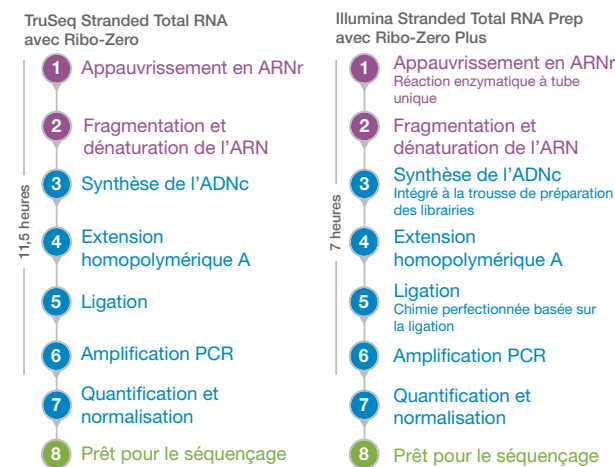 TruSeq Stranded Total RNA
avec Ribo-Zero
11,5 heures
1 Appauvrissement en ARNr
2 Fragmentation et
dénaturation de l’ARN
3 Synthèse de l’ADNc
4 Extension
homopolymérique A
5 Ligation
6 Amplification PCR
7 Quantification et
normalisation
8 Prêt pour le séquençage
Illumina Stranded Total RNA Prep
avec Ribo-Zero Plus
7 heures
1 Appauvrissement en ARNr
Réaction enzymatique à tube
unique
2 Fragmentation et
dénaturation de l’ARN
3 Synthèse de l’ADNc
Intégré à la trousse de préparation
des librairies
4 Extension
homopolymérique A
5 Ligation
Chimie perfectionnée basée sur
la ligation
6 Amplification PCR
7 Quantification et
normalisation
8 Prêt pour le séquençage